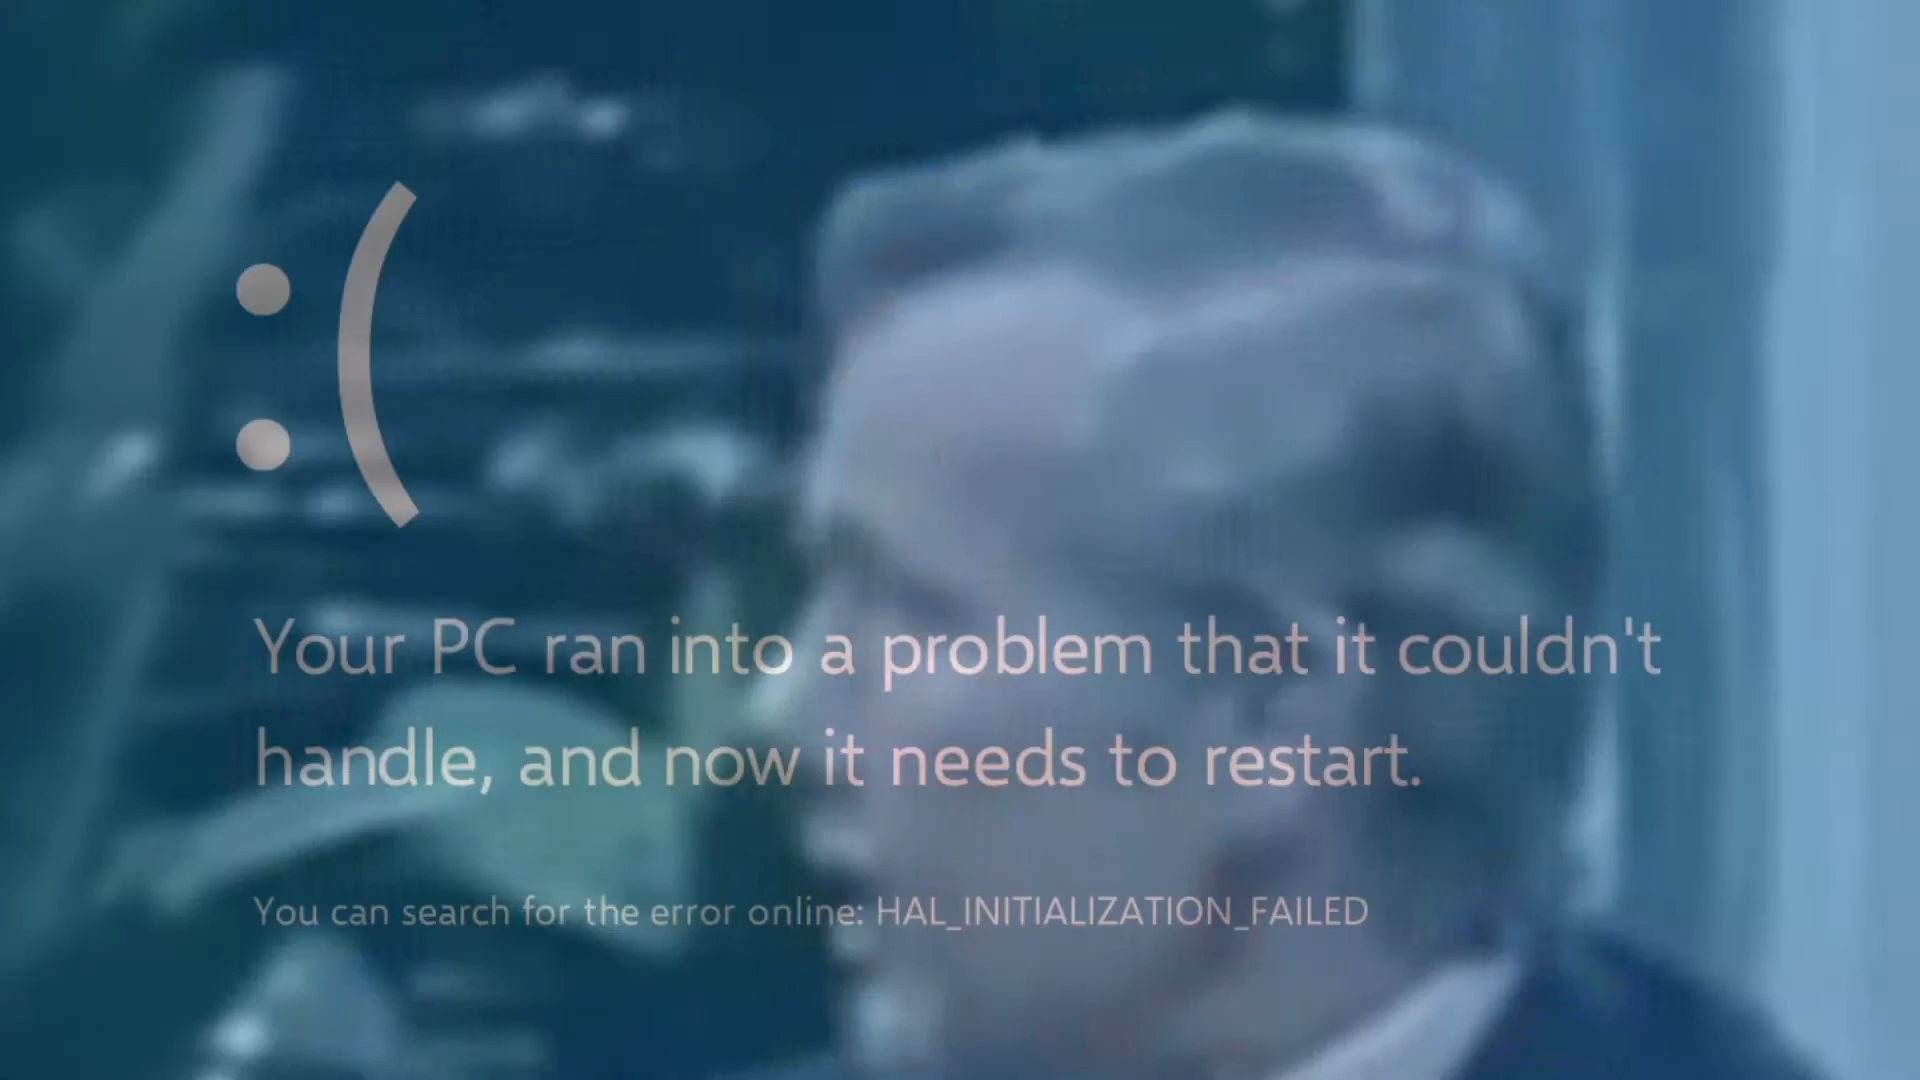 :(
Your PC ran into a problem that it couldn't
handle, and now it needs to restart.
You can search for the error online: HAL_INITIALIZATION_FAILED